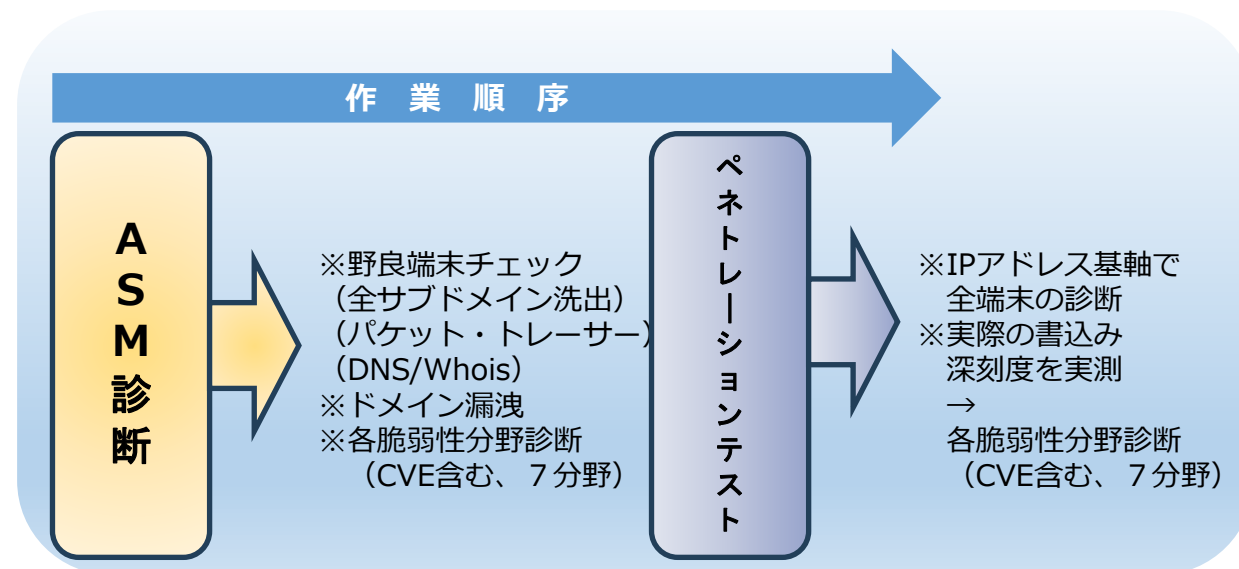 作業順序
ASM診断
※野良端末チェック
（全サブドメイン洗出）
（パケット・トレーサー）
（DNS/Whois）
※ドメイン漏洩
※各脆弱性分野診断
（CVE含む、７分野）
ペネトレーションテスト
※IPアドレス基軸で
全端末の診断
※実際の書込み
深刻度を実測
→
各脆弱性分野診断
（CVE含む、７分野）